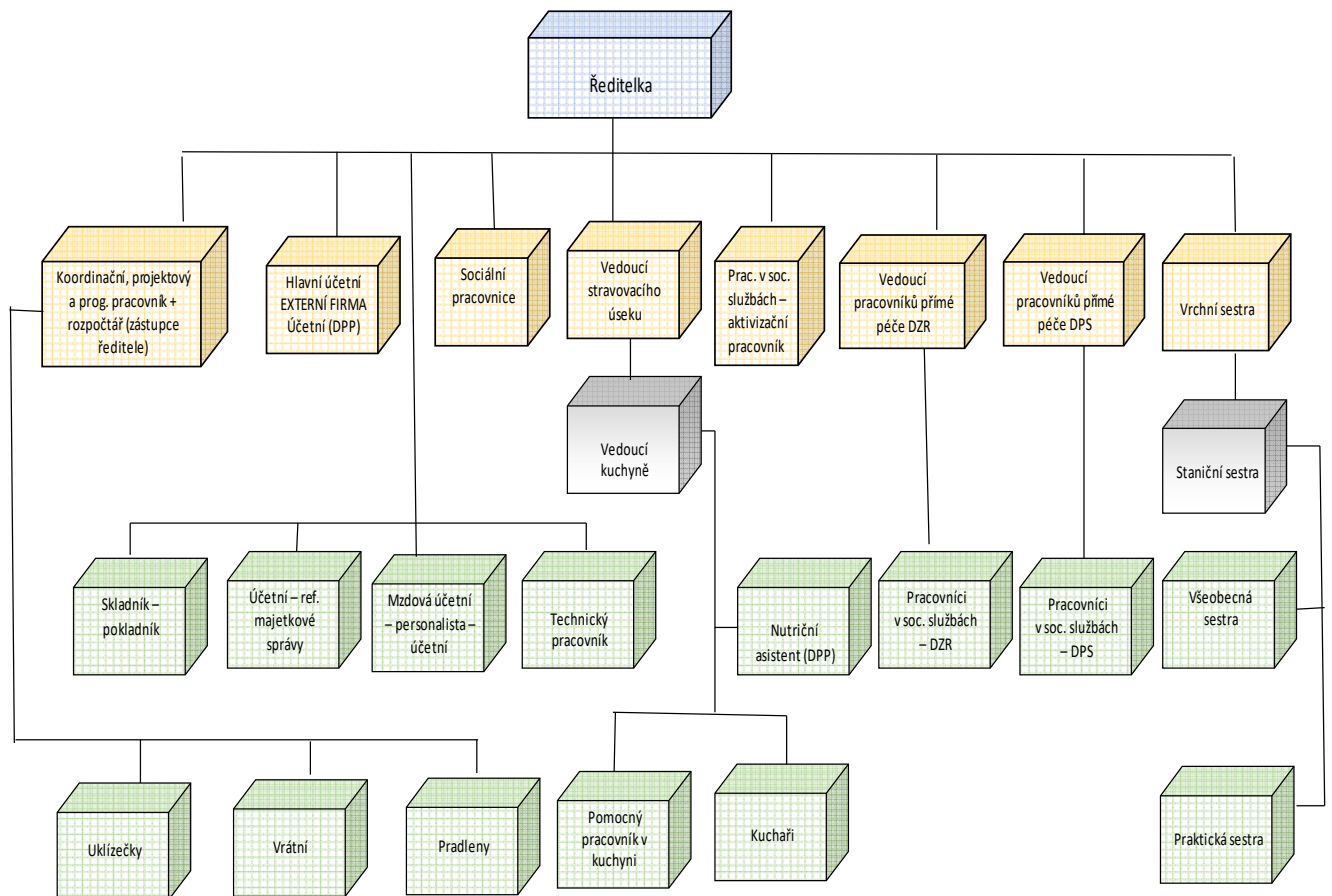 Ředitelka
Koordinační, projektový
a prog. pracovník +
rozpočtář (zástupce
ředitele)
Hlavní účetní
EXTERNÍ FIRMA
Účetní (DPP)
Sociální
pracovnice
Vedoucí
stravovacího
úseku
Prac. v soc.
službách –
aktivizační
pracovník
Vedoucí
pracovníků přímé
péče DZR
Vedoucí
pracovníků přímé
péče DPS
Vrchní sestra
Vedoucí
kuchyně
Staniční sestra
Skladník –
pokladník
Účetní – ref.
majetkové
správy
Mzdová účetní
– personalista –
účetní
Technický
pracovník
Nutriční
asistent (DPP)
Pracovníci
v soc. službách
– DZR
Pracovníci
v soc. službách
– DPS
Všeobecná
sestra
Uklízečky
Vrátní
Pradleny
Pomocný
pracovník v
kuchyni
Kuchaři
Praktická sestra